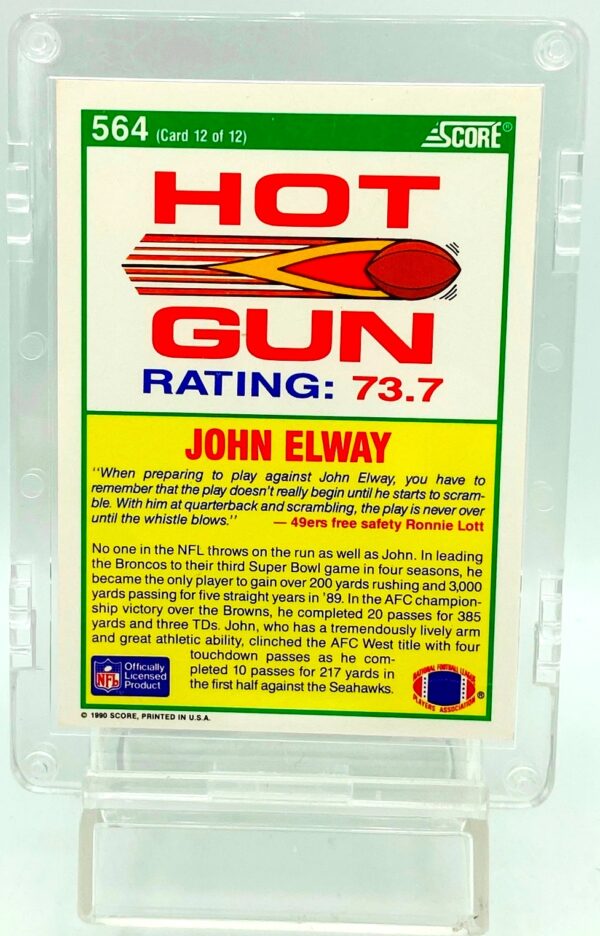 564 (Card 12 of 12) SCORE®
HOT
GUN
RATING: 73.7
JOHN ELWAY
"When preparing to play against John Elway, you have to
remember that the play doesn't really begin until he starts to scram-
ble. With him at quarterback and scrambling, the play is never over
until the whistle blows." — 49ers free safety Ronnie Lott
No one in the NFL throws on the run as well as John. In leading
the Broncos to their third Super Bowl game in four seasons, he
became the only player to gain over 200 yards rushing and 3,000
yards passing for five straight years in '89. In the AFC champion-
ship victory over the Browns, he completed 20 passes for 385
yards and three TDs. John, who has a tremendously lively arm
and great athletic ability, clinched the AFC West title with four
touchdown passes as he com-
pleted 10 passes for 217 yards in
the first half against the Seahawks.
NFL
Officially
Licensed
Product
NATIONAL FOOTBALL LEAGUE
PLAYERS ASSOCIATION
®
© 1990 SCORE, PRINTED IN U.S.A.